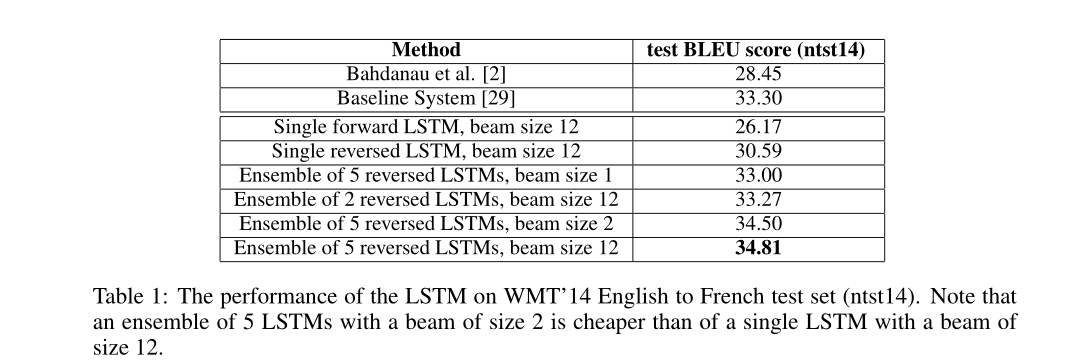 Method test BLEU score (ntst14)
Bahdanau et al. [2] 28.45
Baseline System [29] 33.30
Single forward LSTM, beam size 12 26.17
Single reversed LSTM, beam size 12 30.59
Ensemble of 5 reversed LSTMs, beam size 1 33.00
Ensemble of 2 reversed LSTMs, beam size 12 33.27
Ensemble of 5 reversed LSTMs, beam size 2 34.50
Ensemble of 5 reversed LSTMs, beam size 12 34.81
Table 1: The performance of the LSTM on WMT’14 English to French test set (ntst14). Note that
an ensemble of 5 LSTMs with a beam of size 2 is cheaper than of a single LSTM with a beam of
size 12.